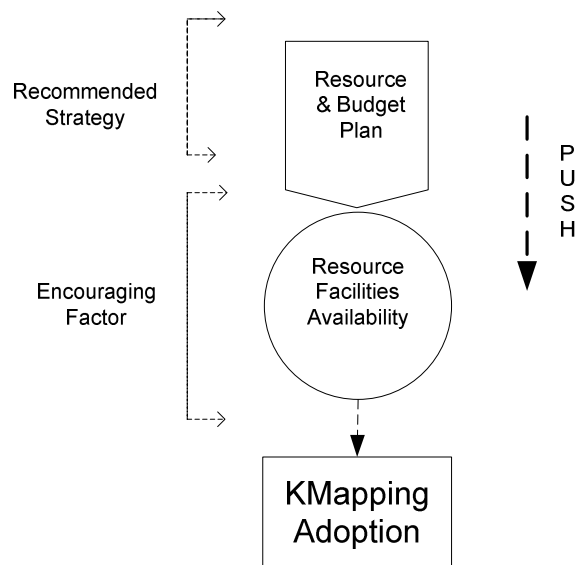 Recommended
Strategy
Resource
& Budget
Plan
P
U
S
H
Encouraging
Factor
Resource
Facilities
Availability
KMapping
Adoption